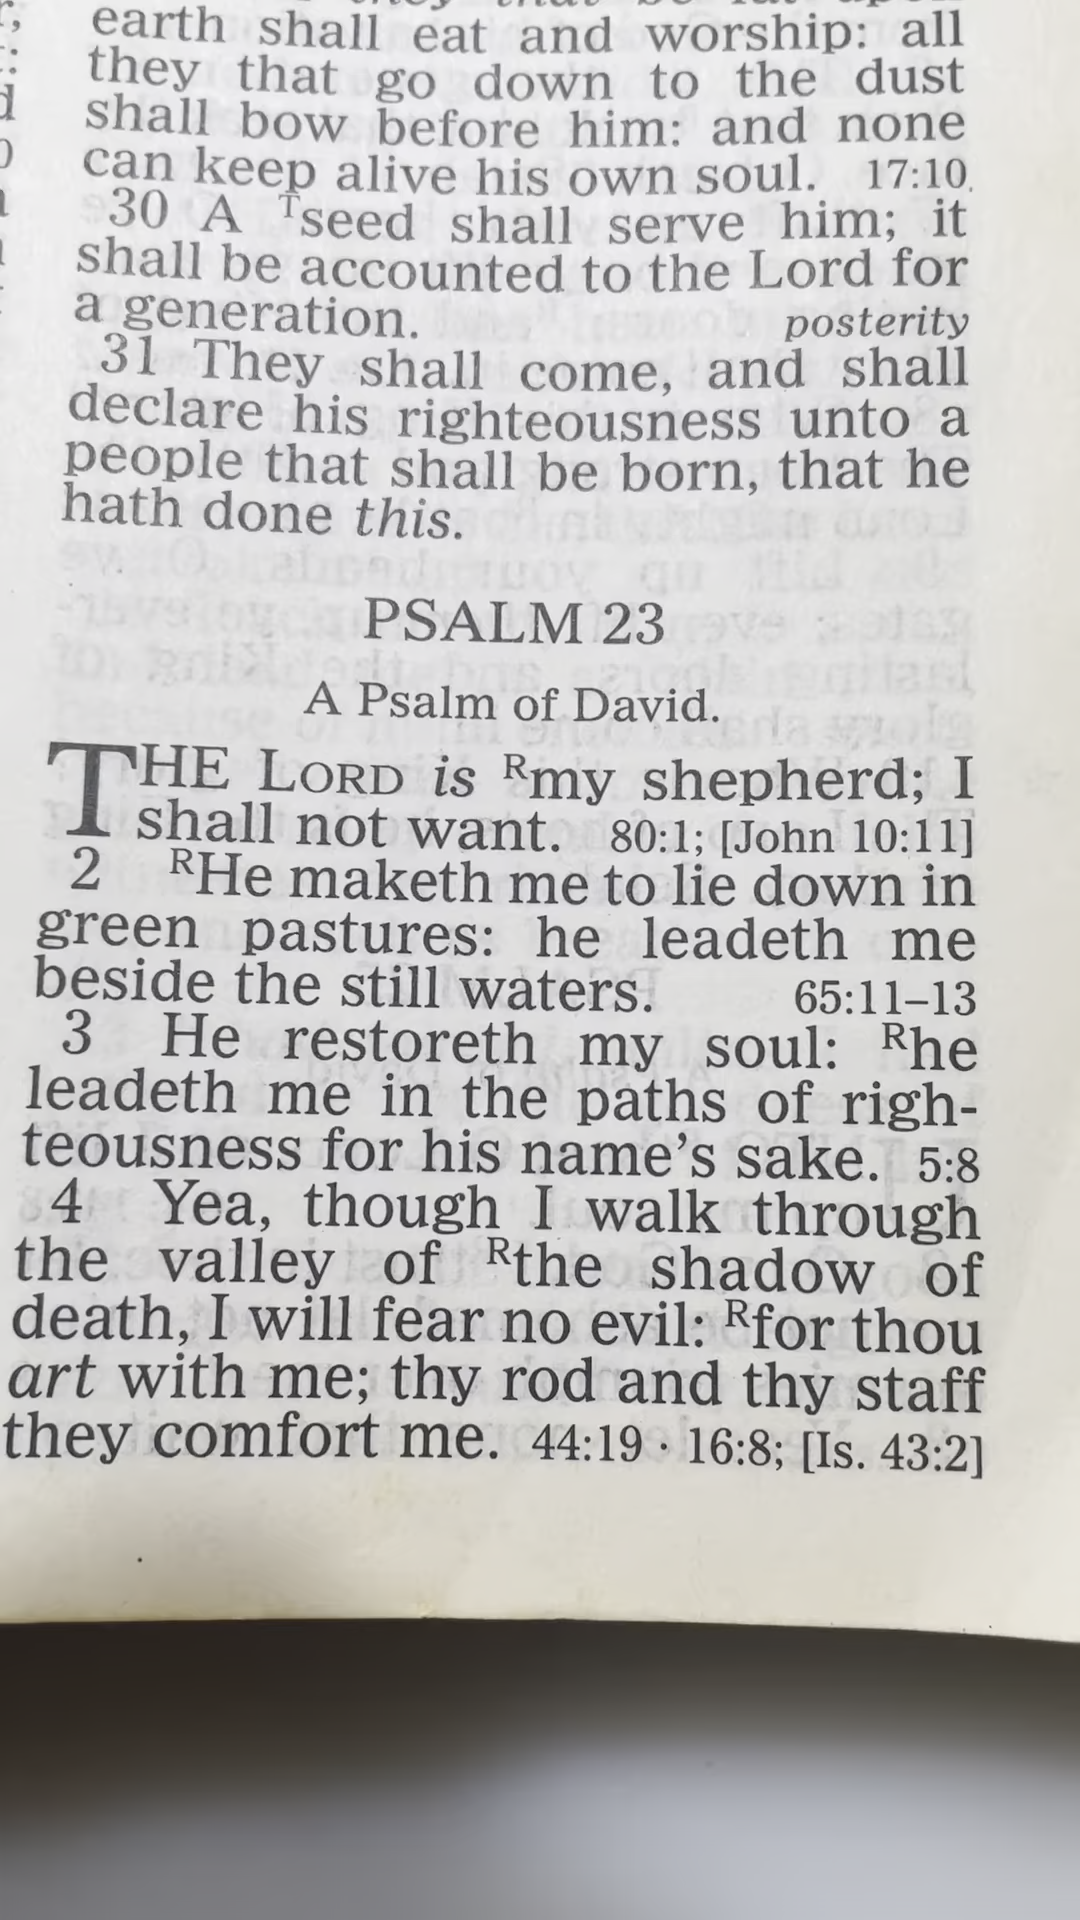 earth shall eat and worship: all
they that go down to the dust
shall bow before him: and none
can keep alive his own soul. 17:10
30 A ᵀseed shall serve him; it
shall be accounted to the Lord for
a generation. posterity
31 They shall come, and shall
declare his righteousness unto a
people that shall be born, that he
hath done this.
PSALM 23
A Psalm of David.
THE LORD is ᴿmy shepherd; I
shall not want. 80:1; [John 10:11]
2 ᴿHe maketh me to lie down in
green pastures: he leadeth me
beside the still waters. 65:11–13
3 He restoreth my soul: ᴿhe
leadeth me in the paths of righ-
teousness for his name’s sake. 5:8
4 Yea, though I walk through
the valley of ᴿthe shadow of
death, I will fear no evil: ᴿfor thou
art with me; thy rod and thy staff
they comfort me. 44:19 · 16:8; [Is. 43:2]